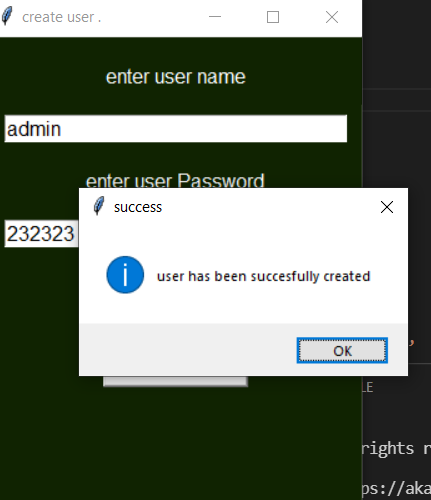 create user .
enter user name
admin
enter user Password
232323
success
user has been succesfully created
OK
,
LE
rights r
ps://aka